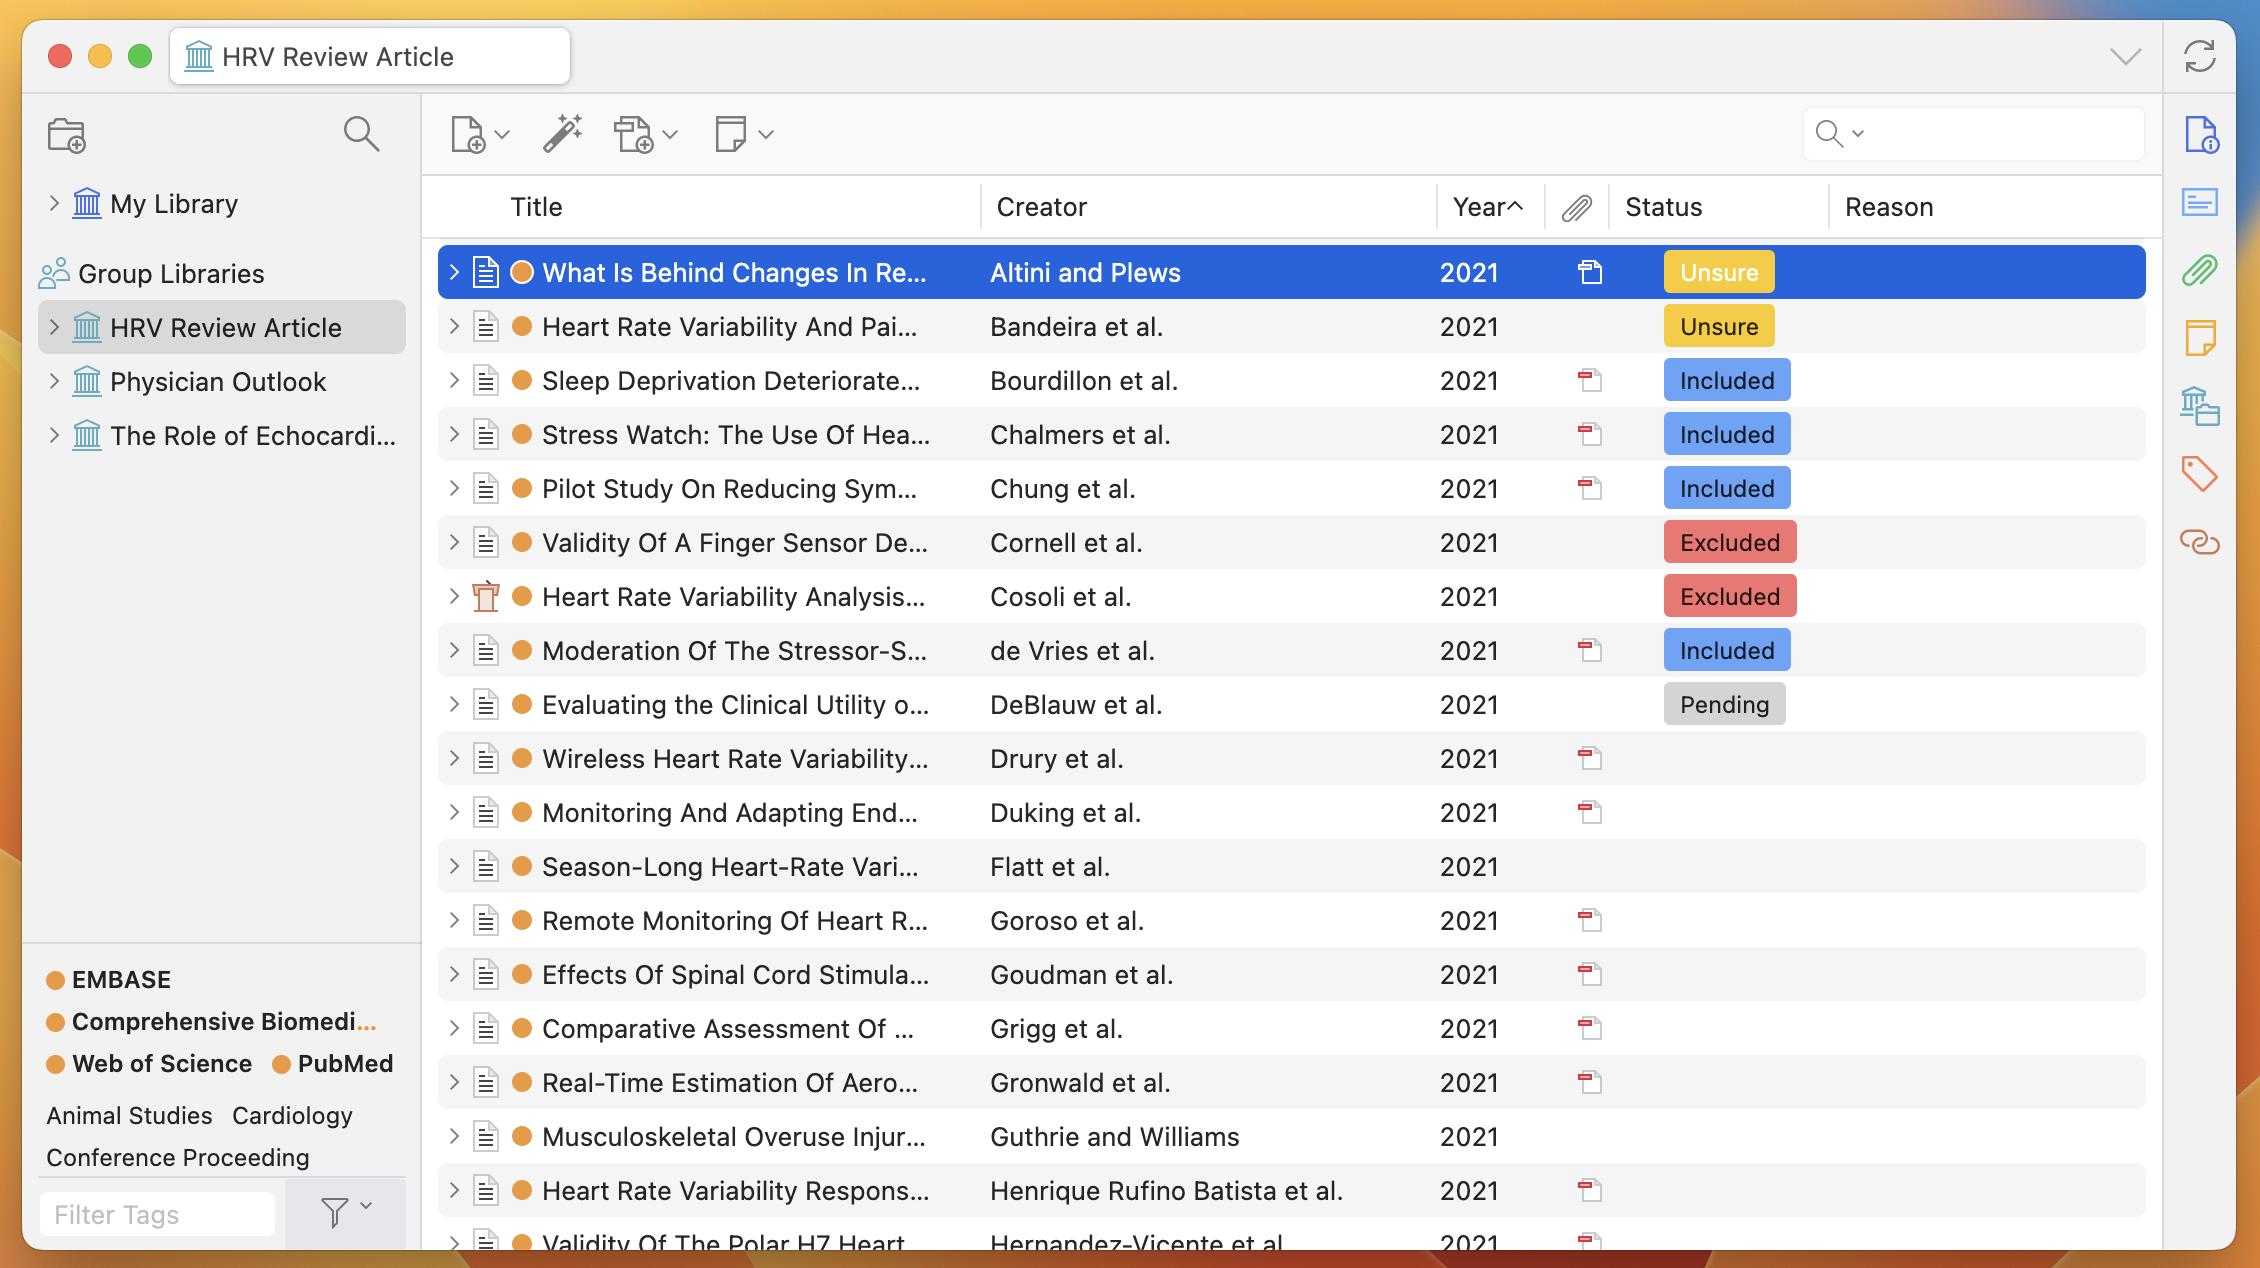 HRV Review Article
My Library
Group Libraries
HRV Review Article
Physician Outlook
The Role of Echocardi...
EMBASE
Comprehensive Biomedi...
Web of Science PubMed
Animal Studies Cardiology
Conference Proceeding
Filter Tags
Title Creator Year Status Reason
What Is Behind Changes In Re... Altini and Plews 2021 Unsure
Heart Rate Variability And Pai... Bandeira et al. 2021 Unsure
Sleep Deprivation Deteriorate... Bourdillon et al. 2021 Included
Stress Watch: The Use Of Hea... Chalmers et al. 2021 Included
Pilot Study On Reducing Sym... Chung et al. 2021 Included
Validity Of A Finger Sensor De... Cornell et al. 2021 Excluded
Heart Rate Variability Analysis... Cosoli et al. 2021 Excluded
Moderation Of The Stressor-S... de Vries et al. 2021 Included
Evaluating the Clinical Utility o... DeBlauw et al. 2021 Pending
Wireless Heart Rate Variability... Drury et al. 2021
Monitoring And Adapting End... Duking et al. 2021
Season-Long Heart-Rate Vari... Flatt et al. 2021
Remote Monitoring Of Heart R... Goroso et al. 2021
Effects Of Spinal Cord Stimula... Goudman et al. 2021
Comparative Assessment Of ... Grigg et al. 2021
Real-Time Estimation Of Aero... Gronwald et al. 2021
Musculoskeletal Overuse Injur... Guthrie and Williams 2021
Heart Rate Variability Respons... Henrique Rufino Batista et al. 2021
Validity Of The Polar H7 Heart Hernandez-Vicente et al. 2021